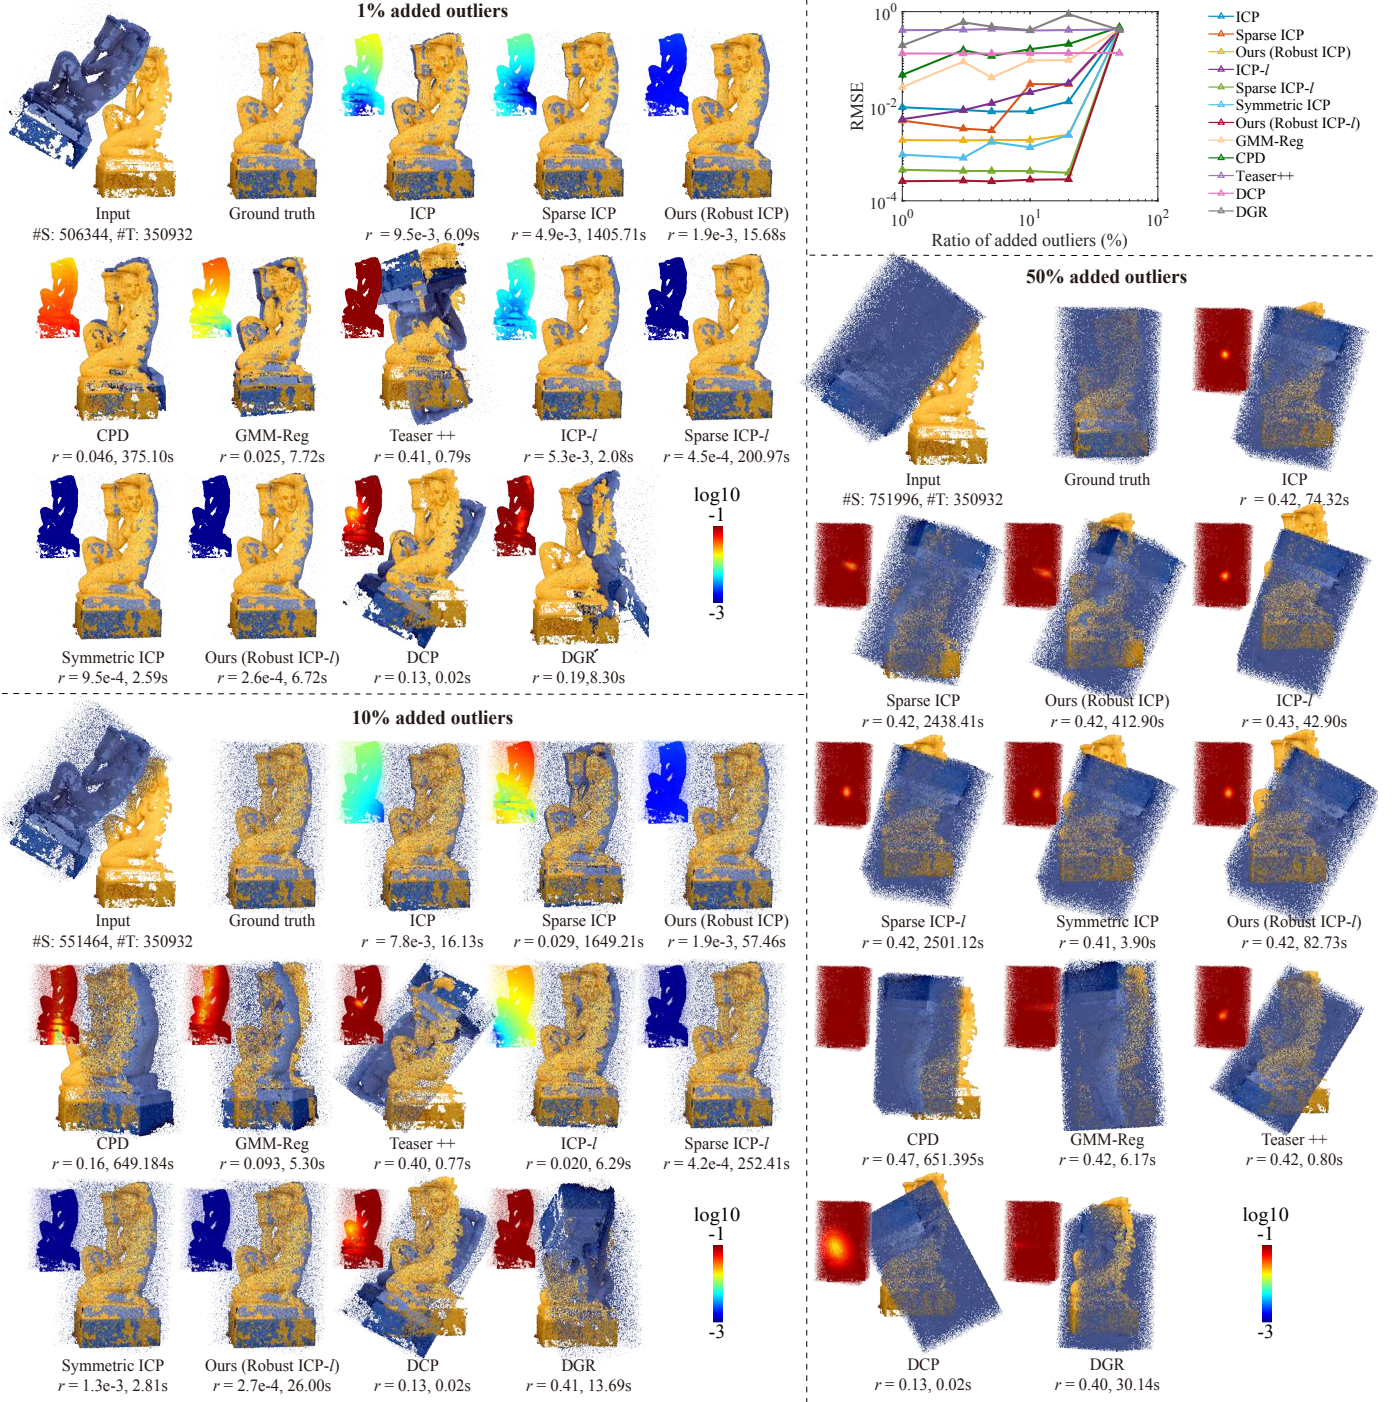 1% added outliers
Input
#S: 506344, #T: 350932
Ground truth
ICP
r = 9.5e-3, 6.09s
Sparse ICP
r = 4.9e-3, 1405.71s
Ours (Robust ICP)
r = 1.9e-3, 15.68s
CPD
r = 0.046, 375.10s
GMM-Reg
r = 0.025, 7.72s
Teaser ++
r = 0.41, 0.79s
ICP-l
r = 5.3e-3, 2.08s
Sparse ICP-l
r = 4.5e-4, 200.97s
Symmetric ICP
r = 9.5e-4, 2.59s
Ours (Robust ICP-l)
r = 2.6e-4, 6.72s
DCP
r = 0.13, 0.02s
DGR
r = 0.19,8.30s
log10
-1
-3
10% added outliers
Input
#S: 551464, #T: 350932
Ground truth
ICP
r = 7.8e-3, 16.13s
Sparse ICP
r = 0.029, 1649.21s
Ours (Robust ICP)
r = 1.9e-3, 57.46s
CPD
r = 0.16, 649.184s
GMM-Reg
r = 0.093, 5.30s
Teaser ++
r = 0.40, 0.77s
ICP-l
r = 0.020, 6.29s
Sparse ICP-l
r = 4.2e-4, 252.41s
Symmetric ICP
r = 1.3e-3, 2.81s
Ours (Robust ICP-l)
r = 2.7e-4, 26.00s
DCP
r = 0.13, 0.02s
DGR
r = 0.41, 13.69s
log10
-1
-3
10^0
10^-2
10^-4
RMSE
10^0
10^1
10^2
Ratio of added outliers (%)
ICP
Sparse ICP
Ours (Robust ICP)
ICP-l
Sparse ICP-l
Symmetric ICP
Ours (Robust ICP-l)
GMM-Reg
CPD
Teaser++
DCP
DGR
50% added outliers
Input
#S: 751996, #T: 350932
Ground truth
ICP
r = 0.42, 74.32s
Sparse ICP
r = 0.42, 2438.41s
Ours (Robust ICP)
r = 0.42, 412.90s
ICP-l
r = 0.43, 42.90s
Sparse ICP-l
r = 0.42, 2501.12s
Symmetric ICP
r = 0.41, 3.90s
Ours (Robust ICP-l)
r = 0.42, 82.73s
CPD
r = 0.47, 651.395s
GMM-Reg
r = 0.42, 6.17s
Teaser ++
r = 0.42, 0.80s
DCP
r = 0.13, 0.02s
DGR
r = 0.40, 30.14s
log10
-1
-3